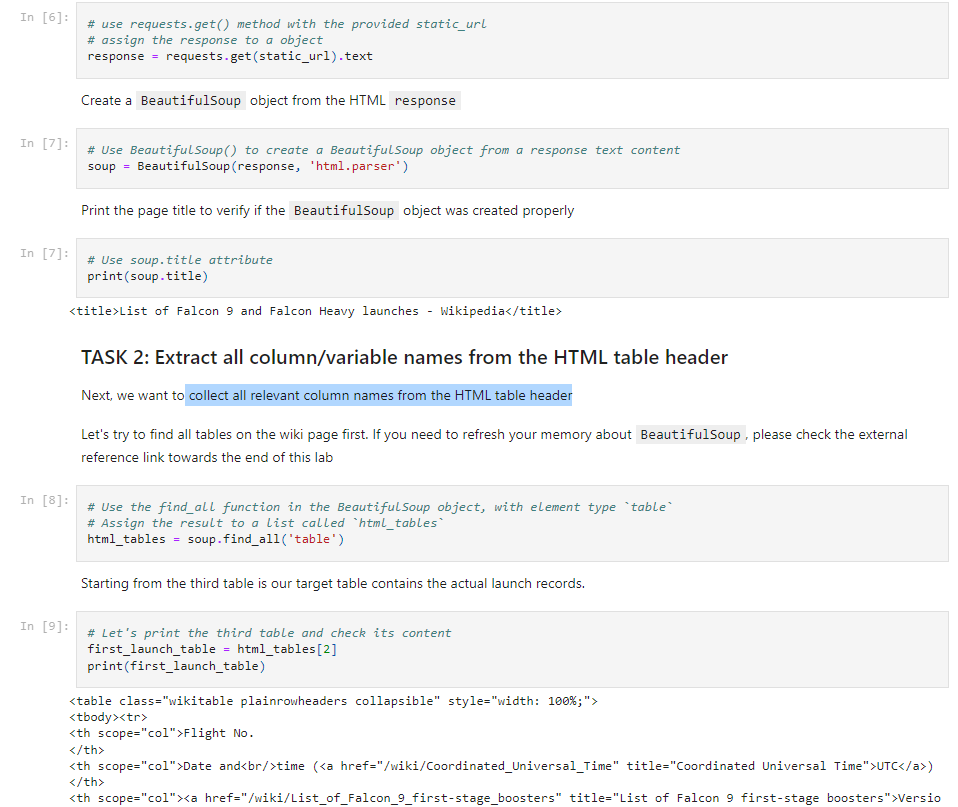 In [6]:
# use requests.get() method with the provided static_url
# assign the response to a object
response = requests.get(static_url).text
Create a BeautifulSoup object from the HTML response
In [7]:
# Use BeautifulSoup() to create a BeautifulSoup object from a response text content
soup = BeautifulSoup(response, 'html.parser')
Print the page title to verify if the BeautifulSoup object was created properly
In [7]:
# Use soup.title attribute
print(soup.title)
<title>List of Falcon 9 and Falcon Heavy launches - Wikipedia</title>
TASK 2: Extract all column/variable names from the HTML table header
Next, we want to collect all relevant column names from the HTML table header
Let's try to find all tables on the wiki page first. If you need to refresh your memory about BeautifulSoup, please check the external
reference link towards the end of this lab
In [8]:
# Use the find_all function in the BeautifulSoup object, with element type `table`
# Assign the result to a list called `html_tables`
html_tables = soup.find_all('table')
Starting from the third table is our target table contains the actual launch records.
In [9]:
# Let's print the third table and check its content
first_launch_table = html_tables[2]
print(first_launch_table)
<table class="wikitable plainrowheaders collapsible" style="width: 100%;">
<tbody><tr>
<th scope="col">Flight No.
</th>
<th scope="col">Date and<br/>time (<a href="/wiki/Coordinated_Universal_Time" title="Coordinated Universal Time">UTC</a>)
</th>
<th scope="col"><a href="/wiki/List_of_Falcon_9_first-stage_boosters" title="List of Falcon 9 first-stage boosters">Versio